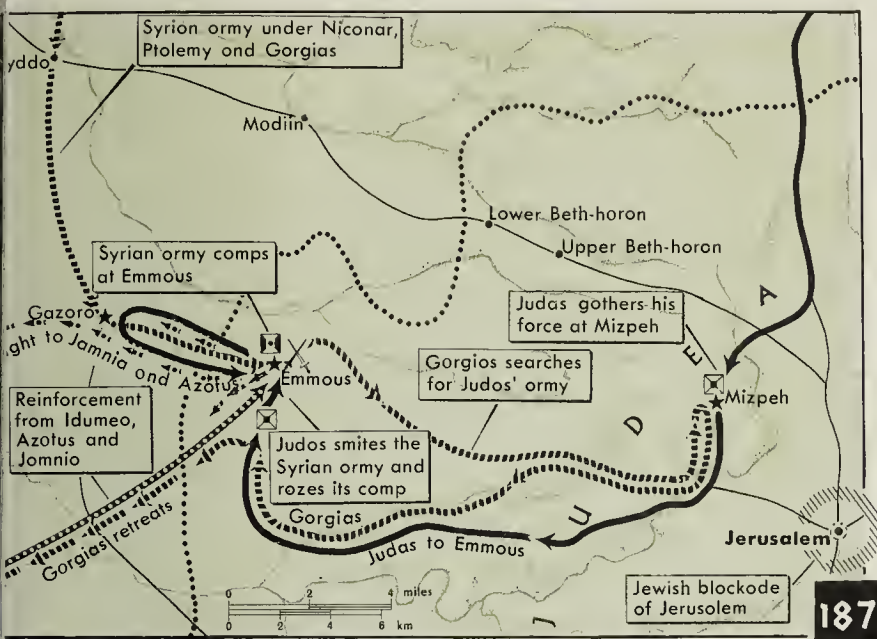 Syrion ormy under Niconar,
Ptolemy ond Gorgias
yddo
Modiin
Lower Beth-horon
Upper Beth-horon
Syrian ormy comps
at Emmous
Judas gothers his
force at Mizpeh
Gazoro
ght to Jamnia ond Azotus
Emmous
Gorgios searches
for Judos' ormy
Mizpeh
Reinforcement
from Idumeo,
Azotus and
Jomnio
Judos smites the
Syrian ormy and
rozes its comp
J U D E A
Gorgias
Judas to Emmous
Gorgias retreats
Jerusalem
Jewish blockode
of Jerusolem
0 2 4 miles
0 2 4 6 km
187